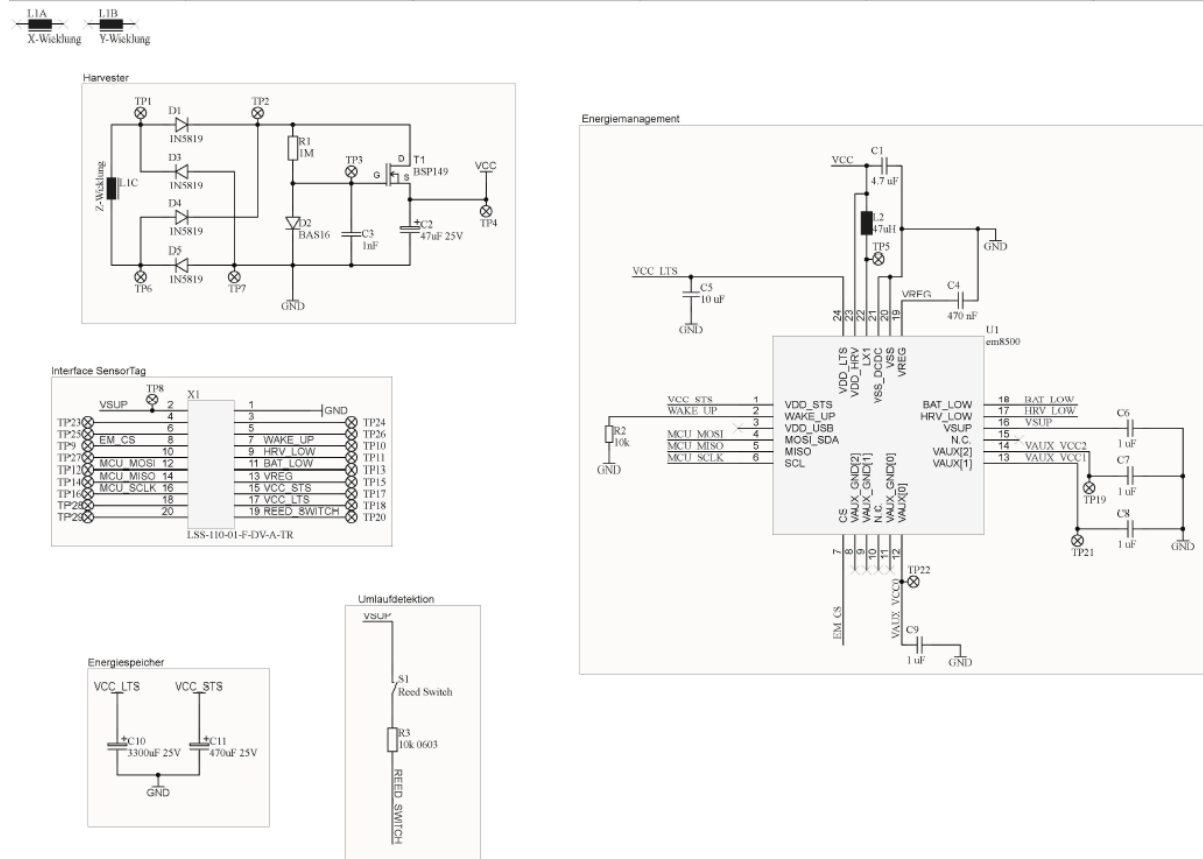 L1A
X-Wicklung
L1B
Y-Wicklung
Harvester
TP1
D1
1N5819
TP2
D3
1N5819
R1
1M
TP3
D
T1
BSP149
G
S
VCC
Z-Wicklung
L1C
D4
1N5819
D2
BAS16
C3
1nF
C2
47uF 25V
TP4
D5
1N5819
TP6
TP7
GND
Interface SensorTag
TP8
X1
VSUP 2
1 GND
TP23 4
3 TP24
TP25 6
5 TP26
TP9 EM_CS 8
7 WAKE_UP TP10
TP27 10
9 HRV_LOW TP11
TP12 MCU_MOSI 12
11 BAT_LOW TP13
TP14 MCU_MISO 14
13 VREG TP15
TP16 MCU_SCLK 16
15 VCC_STS TP17
TP28 18
17 VCC_LTS TP18
TP29 20
19 REED_SWITCH TP20
LSS-110-01-F-DV-A-TR
Energiespeicher
VCC_LTS
VCC_STS
C10
3300uF 25V
C11
470uF 25V
GND
Umlaufdetektion
VSUP
S1
Reed Switch
R3
10k 0603
REED_SWITCH
Energiemanagement
VCC
C1
4.7 uF
L2
47uH
TP5
GND
VCC_LTS
C5
10 uF
GND
VREG
C4
470 nF
U1
em8500
24 VDD_LTS
23 VDD_HRV
22 LX1
21 VSS_DCDC
20 VSS
19 VREG
VCC_STS 1 VDD_STS
WAKE_UP 2 WAKE_UP
3 VDD_USB
MCU_MOSI 4 MOSI_SDA
MCU_MISO 5 MISO
MCU_SCLK 6 SCL
R2
10k
GND
BAT_LOW 18 BAT_LOW
HRV_LOW 17 HRV_LOW
VSUP 16 VSUP
N.C. 15
VAUX[2] 14 VAUX_VCC2
VAUX[1] 13 VAUX_VCC1
C6
1 uF
C7
1 uF
TP19
C8
1 uF
TP21
GND
CS 7
VAUX_GND[2] 8
VAUX_GND[1] 9
N.C. 10
VAUX_GND[0] 11
VAUX[0] 12
EM_CS
VAUX_VCC0
TP22
C9
1 uF
GND